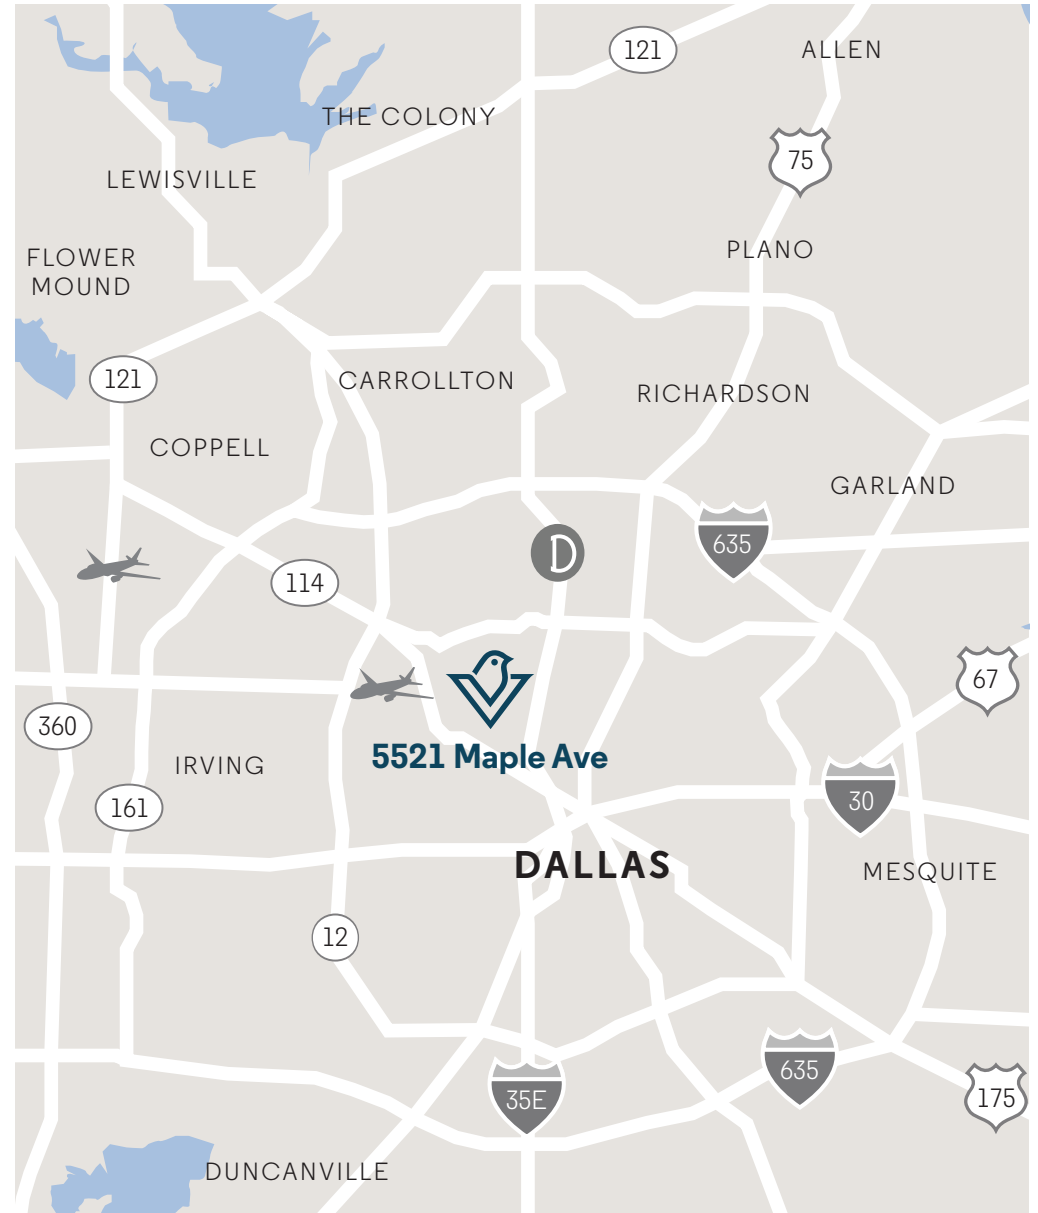 121
ALLEN
THE COLONY
75
LEWISVILLE
PLANO
FLOWER
MOUND
121
CARROLLTON
RICHARDSON
COPPELL
GARLAND
D
635
114
67
360
5521 Maple Ave
IRVING
161
30
DALLAS
MESQUITE
12
635
35E
175
DUNCANVILLE